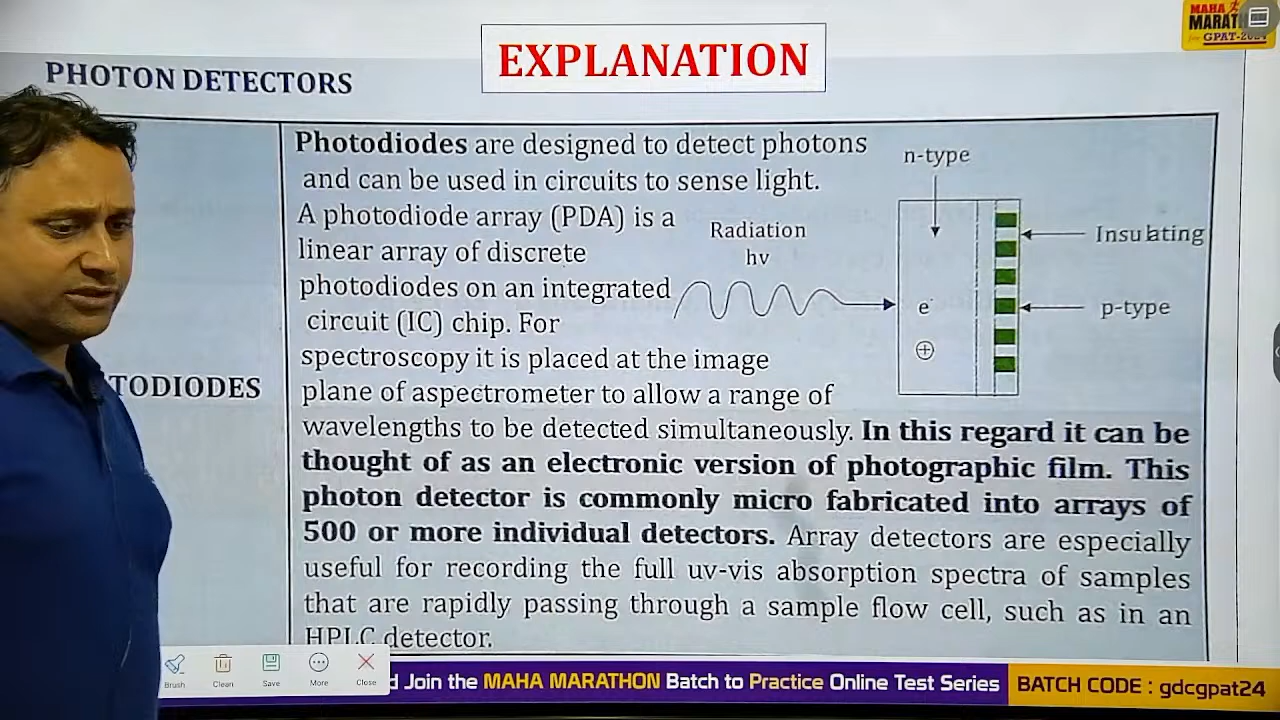 EXPLANATION
MAHA
PHOTON DETECTORS
TODIODES
Photodiodes are designed to detect photons
and can be used in circuits to sense light.
A photodiode array (PDA) is a
linear array of discrete
photodiodes on an integrated
circuit (IC) chip. For
spectroscopy it is placed at the image
plane of aspectrometer to allow a range of
wavelengths to be detected simultaneously. In this regard it can be
thought of as an electronic version of photographic film. This
photon detector is commonly micro fabricated into arrays of
500 or more individual detectors. Array detectors are especially
useful for recording the full uv-vis absorption spectra of samples
that are rapidly passing through a sample flow cell, such as in an
HPLC detector.
n-type
Radiation
hv
Insulating
p-type
e-
+
Brush Clean Save More Close
Join the MAHA MARATHON Batch to Practice Online Test Series
BATCH CODE : gdcgpat24